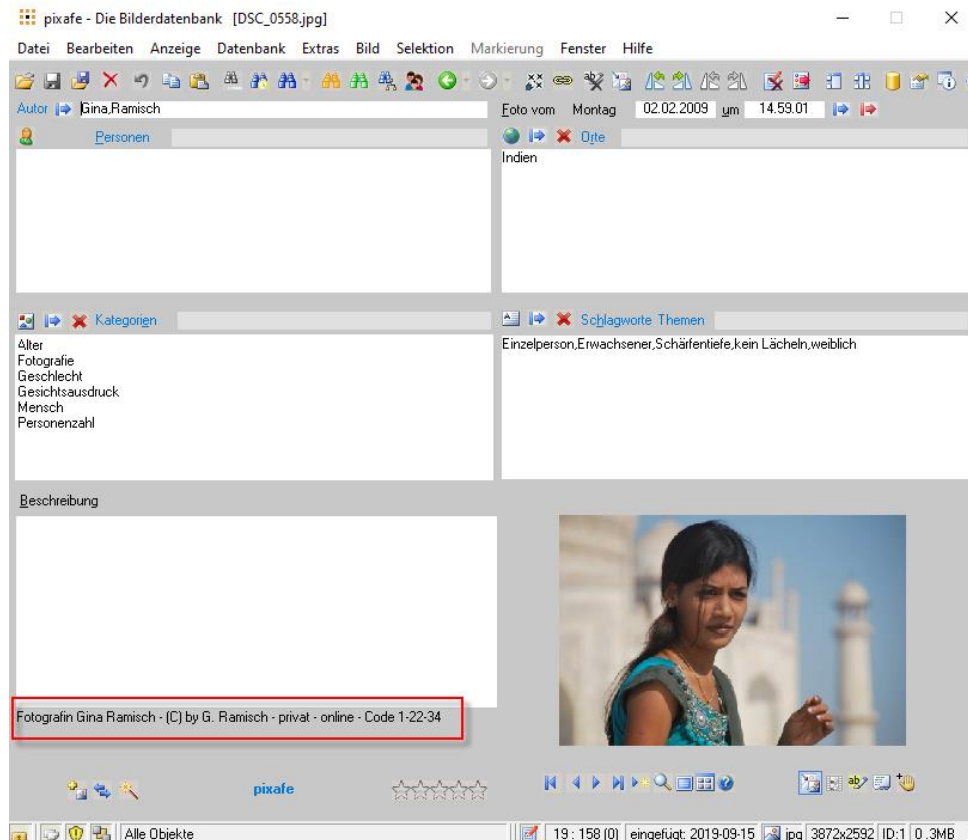 pixafe - Die Bilderdatenbank [DSC_0558.jpg]
Datei Bearbeiten Anzeige Datenbank Extras Bild Selektion Markierung Fenster Hilfe
Autor Gina,Ramisch
Foto vom Montag 02.02.2009 um 14.59.01
Personen
Orte
Indien
Kategorien
Schlagworte Themen
Alter
Fotografie
Geschlecht
Gesichtsausdruck
Mensch
Personenzahl
Einzelperson,Erwachsener,Schärfentiefe,kein Lächeln,weiblich
Beschreibung
Fotografin Gina Ramisch - (C) by G. Ramisch - privat - online - Code 1-22-34
pixafe
Alle Objekte
19 : 158 (0) eingefügt: 2019-09-15 jpg 3872x2592 ID:1 0 .3MB